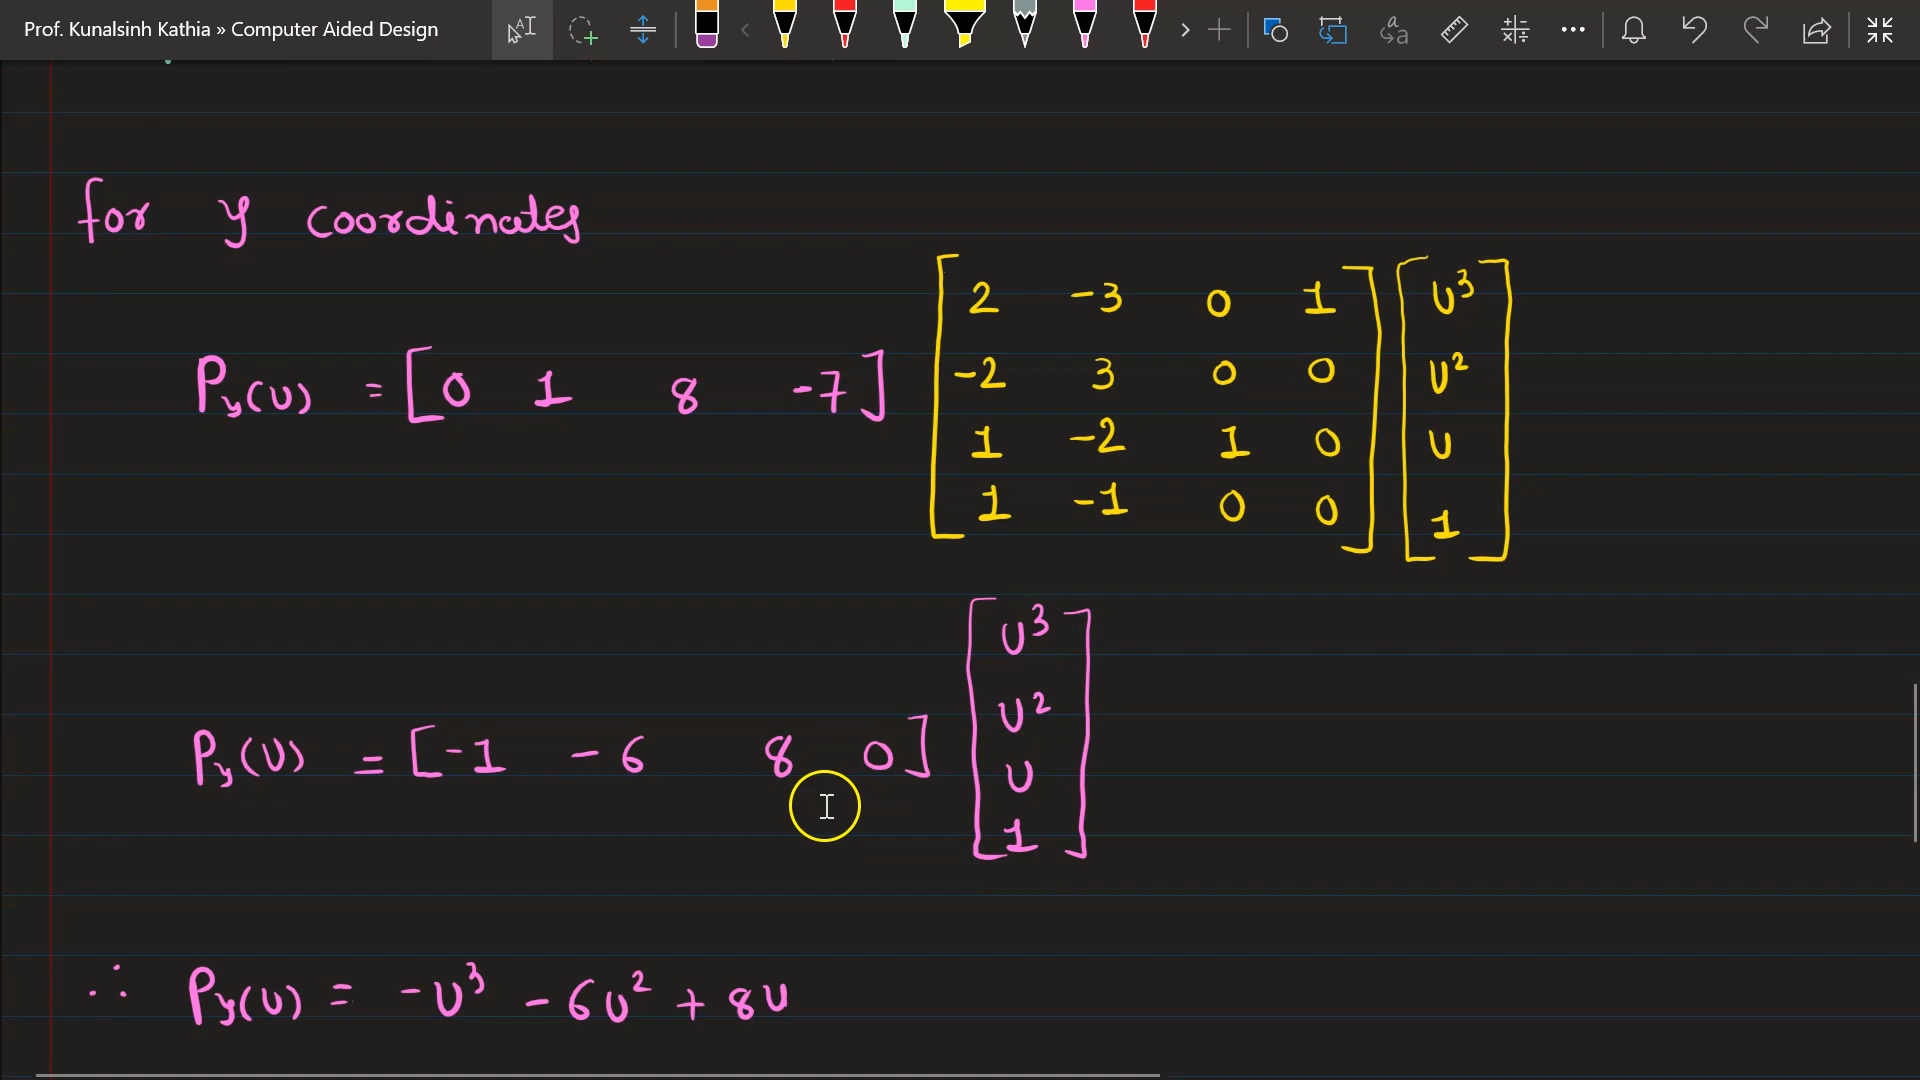 Prof. Kunalsinh Kathia » Computer Aided Design
for y coordinates
Py(U) = [0 1 8 -7] [2 -3 0 1] [U³]
[-2 3 0 0] [U²]
[1 -2 1 0] [U]
[1 -1 0 0] [1]
Py(U) = [-1 -6 8 0] [U³
U²
U
1]
∴ Py(U) = -U³ - 6U² + 8U